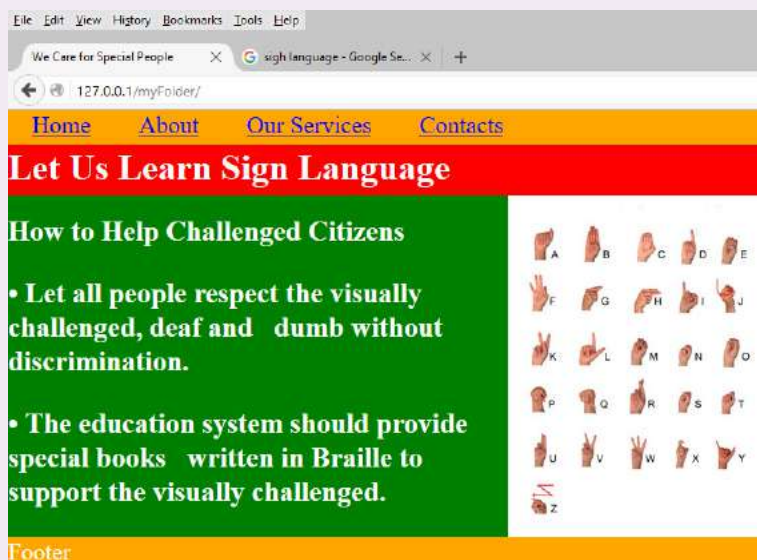 File Edit View History Bookmarks Tools Help
We Care for Special People × G sigh language - Google Se... × +
127.0.0.1/myFolder/
Home About Our Services Contacts
Let Us Learn Sign Language
How to Help Challenged Citizens
• Let all people respect the visually
challenged, deaf and dumb without
discrimination.
• The education system should provide
special books written in Braille to
support the visually challenged.
A B C D E
F G H I J
K L M N O
P Q R S T
U V W X Y
Z
Footer